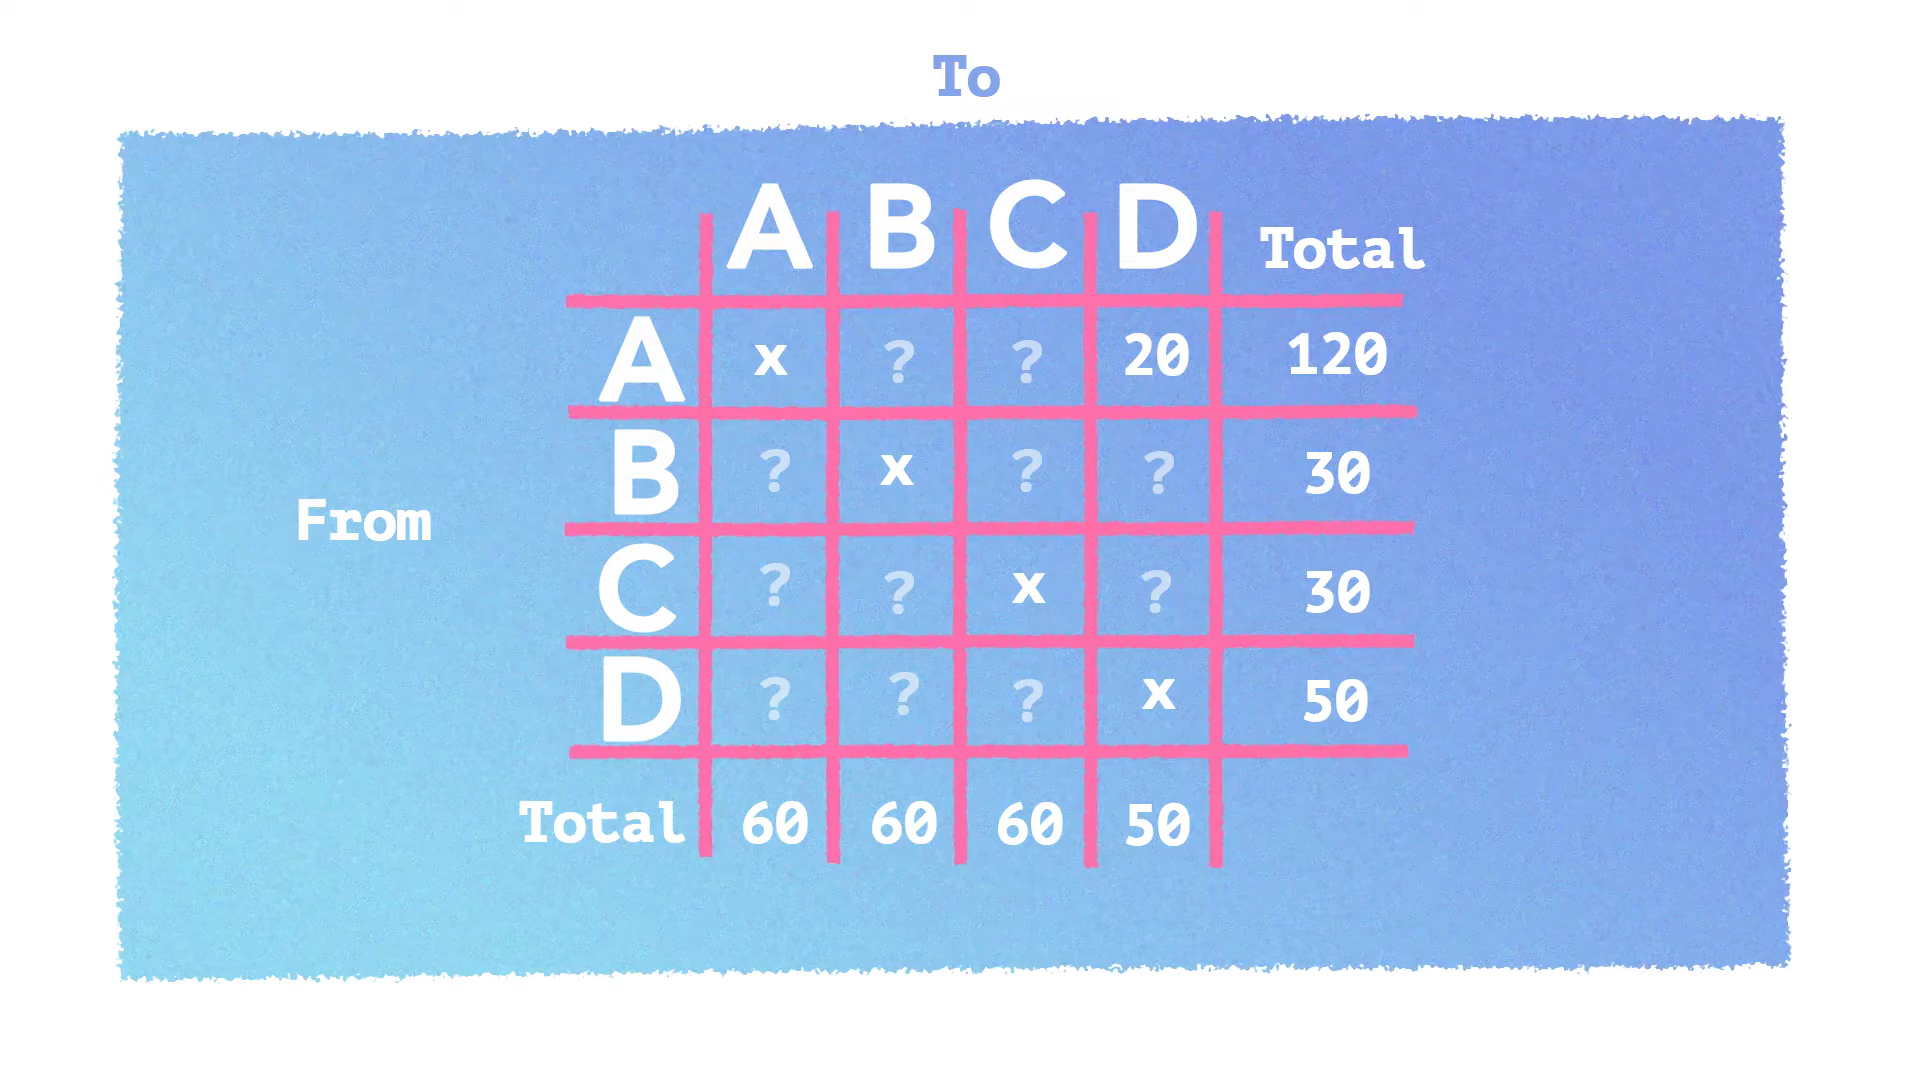 To
A B C D Total
A x ? ? 20 120
B ? x ? ? 30
From
C ? ? x ? 30
D ? ? ? x 50
Total 60 60 60 50